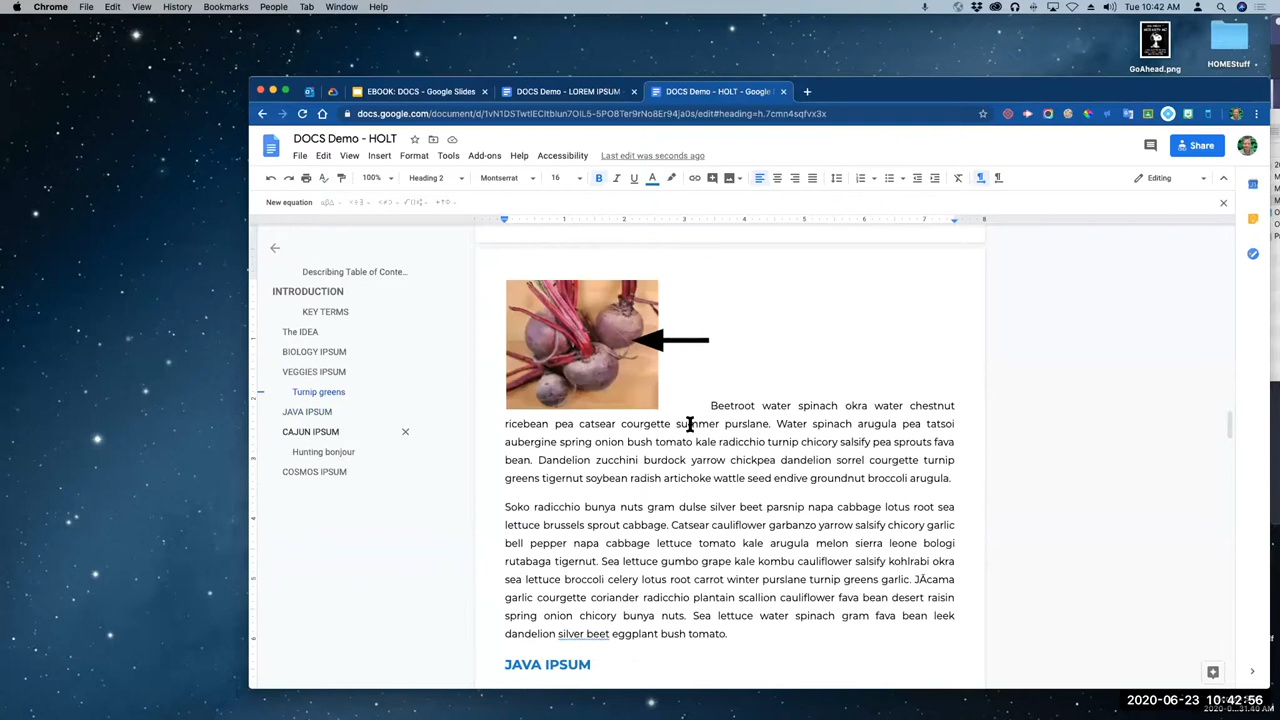 Chrome File Edit View History Bookmarks People Tab Window Help
Tue 10:42 AM
GoAhead.png
HOMEStuff
EBOOK: DOCS - Google Slides
DOCS Demo - LOREM IPSUM
DOCS Demo - HOLT - Google
DOCS Demo - HOLT
File Edit View Insert Format Tools Add-ons Help Accessibility Last edit was seconds ago
Share
100% Heading 2 Montserrat 16 B I U A Editing
New equation
1 2 3 4 5 6 7 8
Describing Table of Conte...
INTRODUCTION
KEY TERMS
The IDEA
BIOLOGY IPSUM
VEGGIES IPSUM
Turnip greens
JAVA IPSUM
CAJUN IPSUM
Hunting bonjour
COSMOS IPSUM
Beetroot water spinach okra water chestnut
ricebean pea catsear courgette summer purslane. Water spinach arugula pea tatsoi
aubergine spring onion bush tomato kale radicchio turnip chicory salsify pea sprouts fava
bean. Dandelion zucchini burdock yarrow chickpea dandelion sorrel courgette turnip
greens tigernut soybean radish artichoke wattle seed endive groundnut broccoli arugula.
Soko radicchio bunya nuts gram dulse silver beet parsnip napa cabbage lotus root sea
lettuce brussels sprout cabbage. Catsear cauliflower garbanzo yarrow salsify chicory garlic
bell pepper napa cabbage lettuce tomato kale arugula melon sierra leone bologi
rutabaga tigernut. Sea lettuce gumbo grape kale kombu cauliflower salsify kohlrabi okra
sea lettuce broccoli celery lotus root carrot winter purslane turnip greens garlic. JÃcama
garlic courgette coriander radicchio plantain scallion cauliflower fava bean desert raisin
spring onion chicory bunya nuts. Sea lettuce water spinach gram fava bean leek
dandelion silver beet eggplant bush tomato.
JAVA IPSUM
2020-06-23 10:42:56